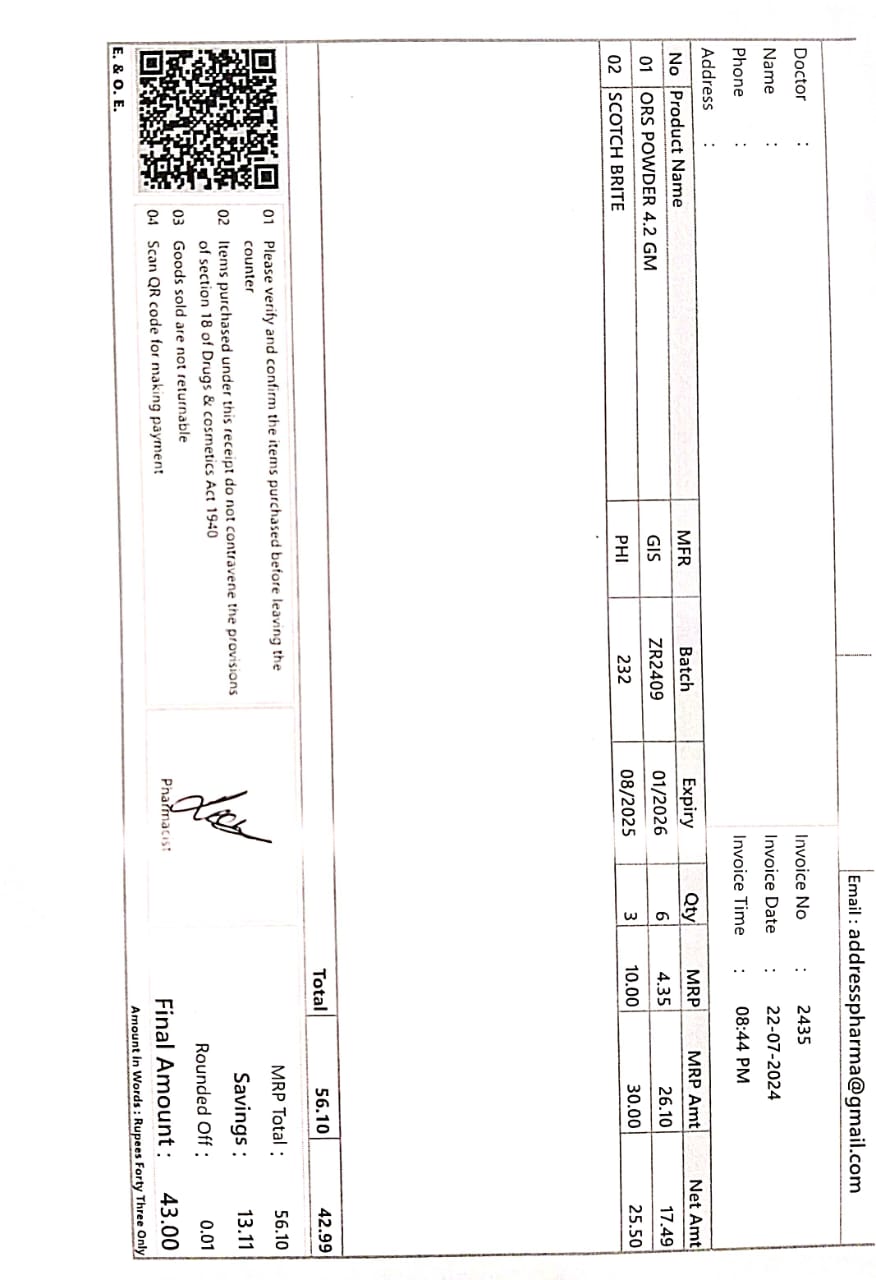 Email : addresspharma@gmail.com
Doctor :
Name :
Phone :
Address :
Invoice No : 2435
Invoice Date : 22-07-2024
Invoice Time : 08:44 PM
No Product Name MFR Batch Expiry Qty MRP MRP Amt Net Amt
01 ORS POWDER 4.2 GM GIS ZR2409 01/2026 6 4.35 26.10 17.49
02 SCOTCH BRITE PHI 232 08/2025 3 10.00 30.00 25.50
Total 56.10 42.99
01 Please verify and confirm the items purchased before leaving the
counter
02 Items purchased under this receipt do not contravene the provisions
of section 18 of Drugs & cosmetics Act 1940
03 Goods sold are not returnable
04 Scan QR code for making payment
E. & O. E.
Pharmacist
MRP Total : 56.10
Savings : 13.11
Rounded Off : 0.01
Final Amount : 43.00
Amount In Words : Rupees Forty Three Only